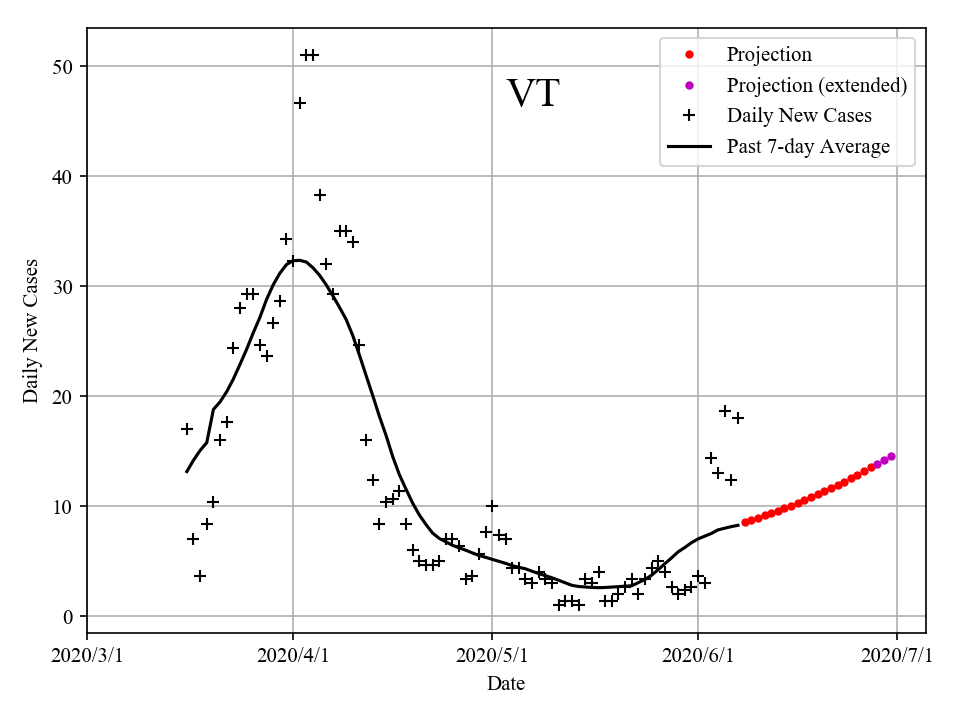 VT
Projection
Projection (extended)
Daily New Cases
Past 7-day Average
Daily New Cases
50
40
30
20
10
0
2020/3/1 2020/4/1 2020/5/1 2020/6/1 2020/7/1
Date